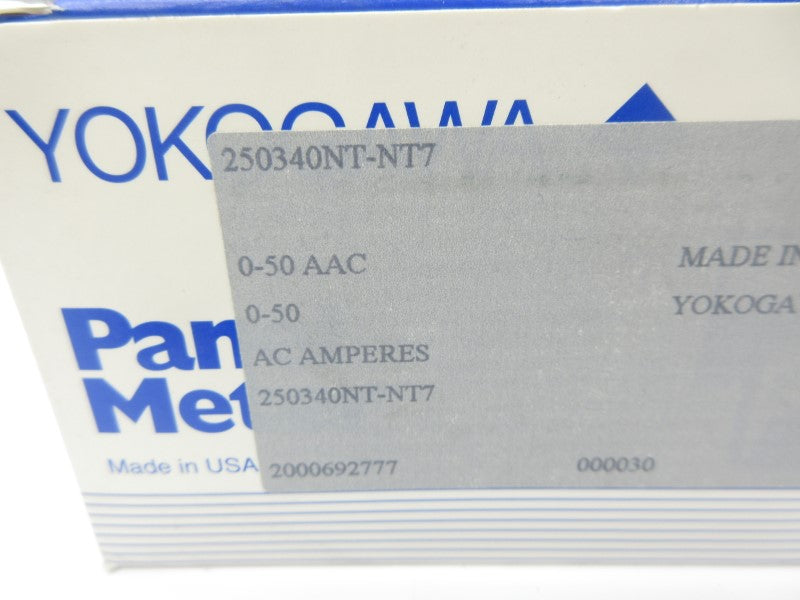 YOKOGAWA
250340NT-NT7
0-50 AAC
MADE IN
0-50
YOKOGA
AC AMPERES
250340NT-NT7
Pan
Met
Made in USA
2000692777
000030